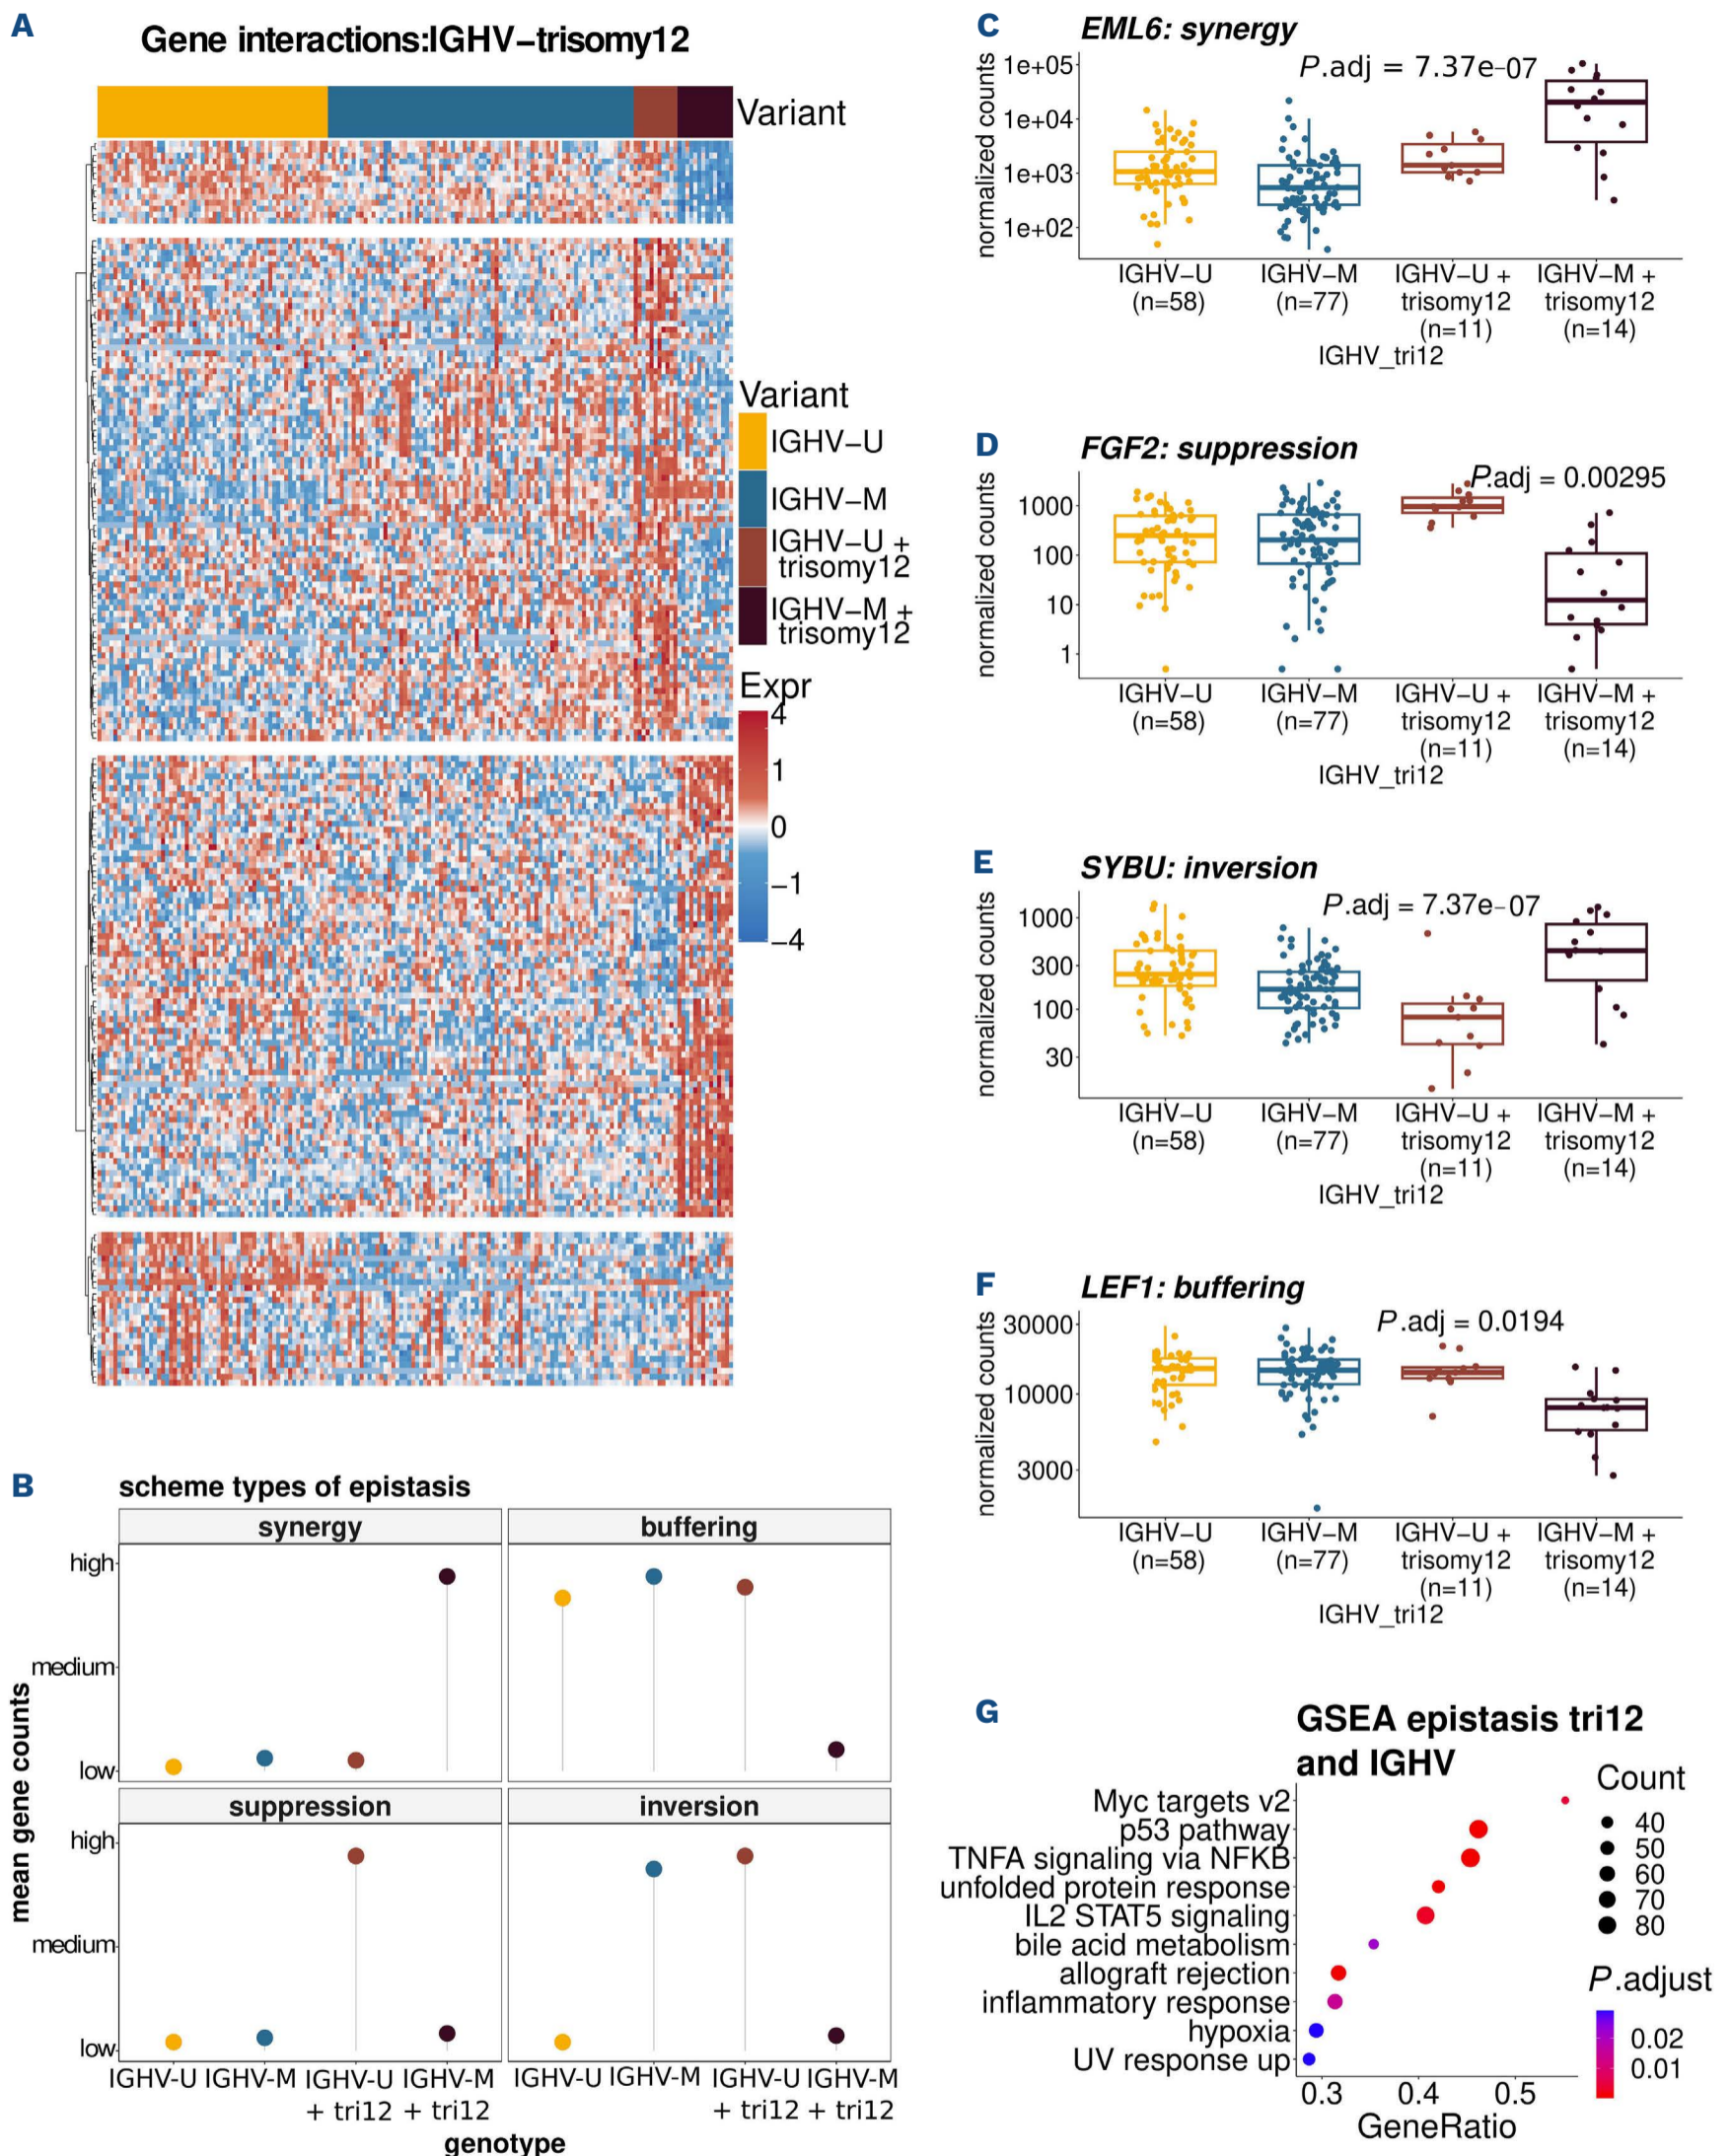 A
Gene interactions:IGHV–trisomy12
Variant
Variant
IGHV–U
IGHV–M
IGHV–U +
trisomy12
IGHV–M +
trisomy12
Expr
4
1
0
–1
–4
B
scheme types of epistasis
synergy
buffering
high
medium
low
suppression
inversion
high
medium
low
mean gene counts
IGHV-U IGHV-M IGHV-U IGHV-M
+ tri12 + tri12
IGHV-U IGHV-M IGHV-U IGHV-M
+ tri12 + tri12
genotype
C
EML6: synergy
P.adj = 7.37e–07
normalized counts
1e+05
1e+04
1e+03
1e+02
IGHV–U IGHV–M IGHV–U + IGHV–M +
(n=58) (n=77) trisomy12 trisomy12
(n=11) (n=14)
IGHV_tri12
D
FGF2: suppression
P.adj = 0.00295
normalized counts
1000
100
10
1
IGHV–U IGHV–M IGHV–U + IGHV–M +
(n=58) (n=77) trisomy12 trisomy12
(n=11) (n=14)
IGHV_tri12
E
SYBU: inversion
P.adj = 7.37e–07
normalized counts
1000
300
100
30
IGHV–U IGHV–M IGHV–U + IGHV–M +
(n=58) (n=77) trisomy12 trisomy12
(n=11) (n=14)
IGHV_tri12
F
LEF1: buffering
P.adj = 0.0194
normalized counts
30000
10000
3000
IGHV–U IGHV–M IGHV–U + IGHV–M +
(n=58) (n=77) trisomy12 trisomy12
(n=11) (n=14)
IGHV_tri12
G
GSEA epistasis tri12
and IGHV
Myc targets v2
p53 pathway
TNFA signaling via NFKB
unfolded protein response
IL2 STAT5 signaling
bile acid metabolism
allograft rejection
inflammatory response
hypoxia
UV response up
0.3 0.4 0.5
GeneRatio
Count
40
50
60
70
80
P.adjust
0.02
0.01